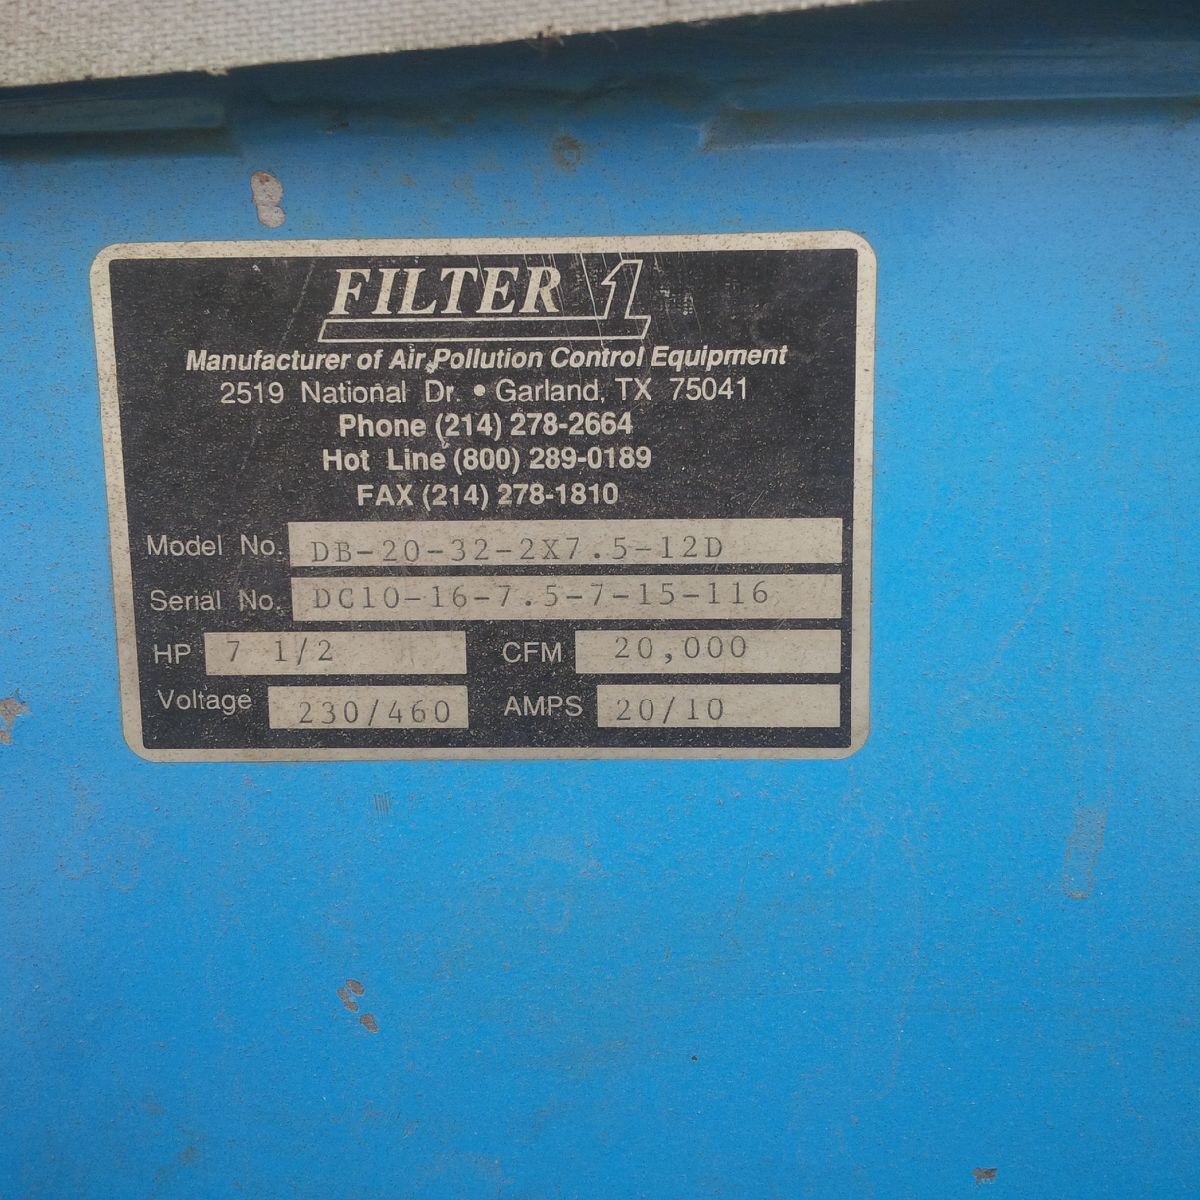 FILTER 1
Manufacturer of Air Pollution Control Equipment
2519 National Dr. • Garland, TX 75041
Phone (214) 278-2664
Hot Line (800) 289-0189
FAX (214) 278-1810
Model No. DB-20-32-2X7.5-12D
Serial No. DC10-16-7.5-7-15-116
HP 7 1/2 CFM 20,000
Voltage 230/460 AMPS 20/10